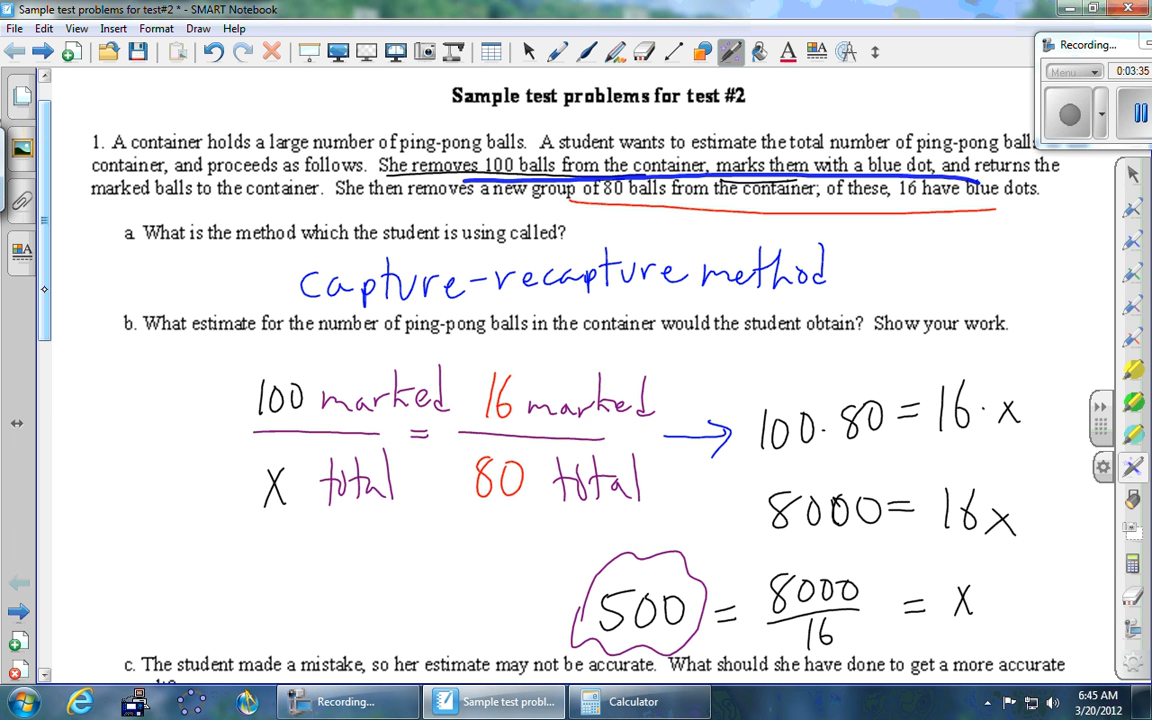 Sample test problems for test#2 * - SMART Notebook
File Edit View Insert Format Draw Help
Recording...
Menu
0:03:35
Sample test problems for test #2
1. A container holds a large number of ping-pong balls. A student wants to estimate the total number of ping-pong balls
container, and proceeds as follows. She removes 100 balls from the container, marks them with a blue dot, and returns the
marked balls to the container. She then removes a new group of 80 balls from the container; of these, 16 have blue dots.
a. What is the method which the student is using called?
capture-recapture method
b. What estimate for the number of ping-pong balls in the container would the student obtain? Show your work.
100 marked = 16 marked
x total 80 total
→ 100·80 = 16·x
8000 = 16x
500 = 8000/16 = x
c. The student made a mistake, so her estimate may not be accurate. What should she have done to get a more accurate
Recording...
Sample test probl...
Calculator
6:45 AM
3/20/2012